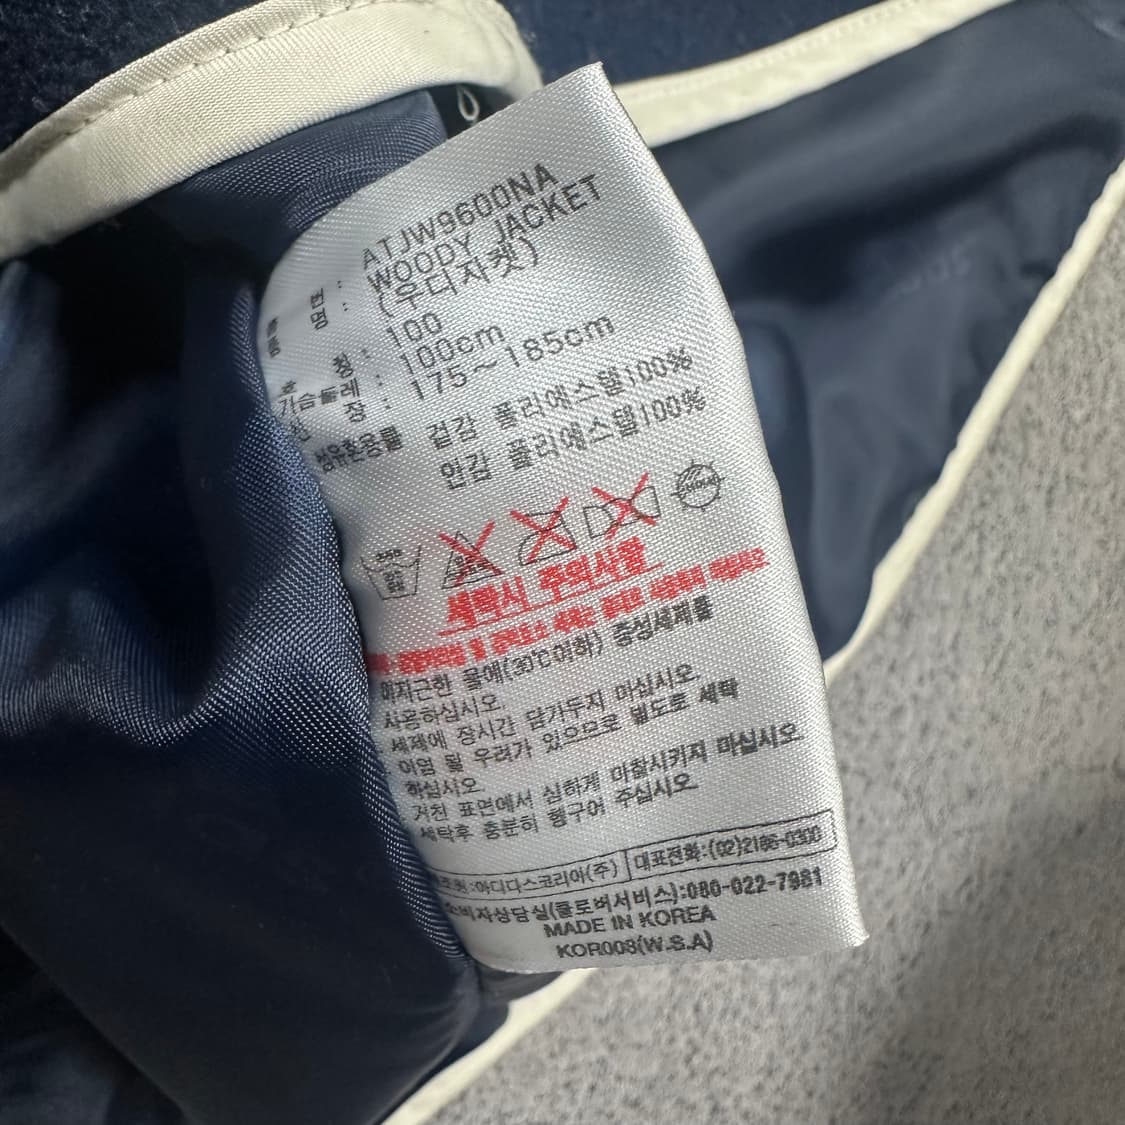 ATJW9600NA
WOODY JACKET
(우디자켓)
100
100cm
175~185cm
겉감 폴리에스텔100%
안감 폴리에스텔100%
세탁시 주의사항
미지근한 물에(30℃이하) 중성세제를
사용하십시오
세제에 장시간 담가두지 마십시오.
이염 될 우려가 있으므로 별도로 세탁
하십시오
거친 표면에서 심하게 마찰시키지 마십시오
세탁후 충분히 헹구어 주십시오
:아디다스코리아(주) 대표전화:(02)2186-0300
소비자상담실(클로버서비스):080-022-7981
MADE IN KOREA
KOR008(W.S.A)